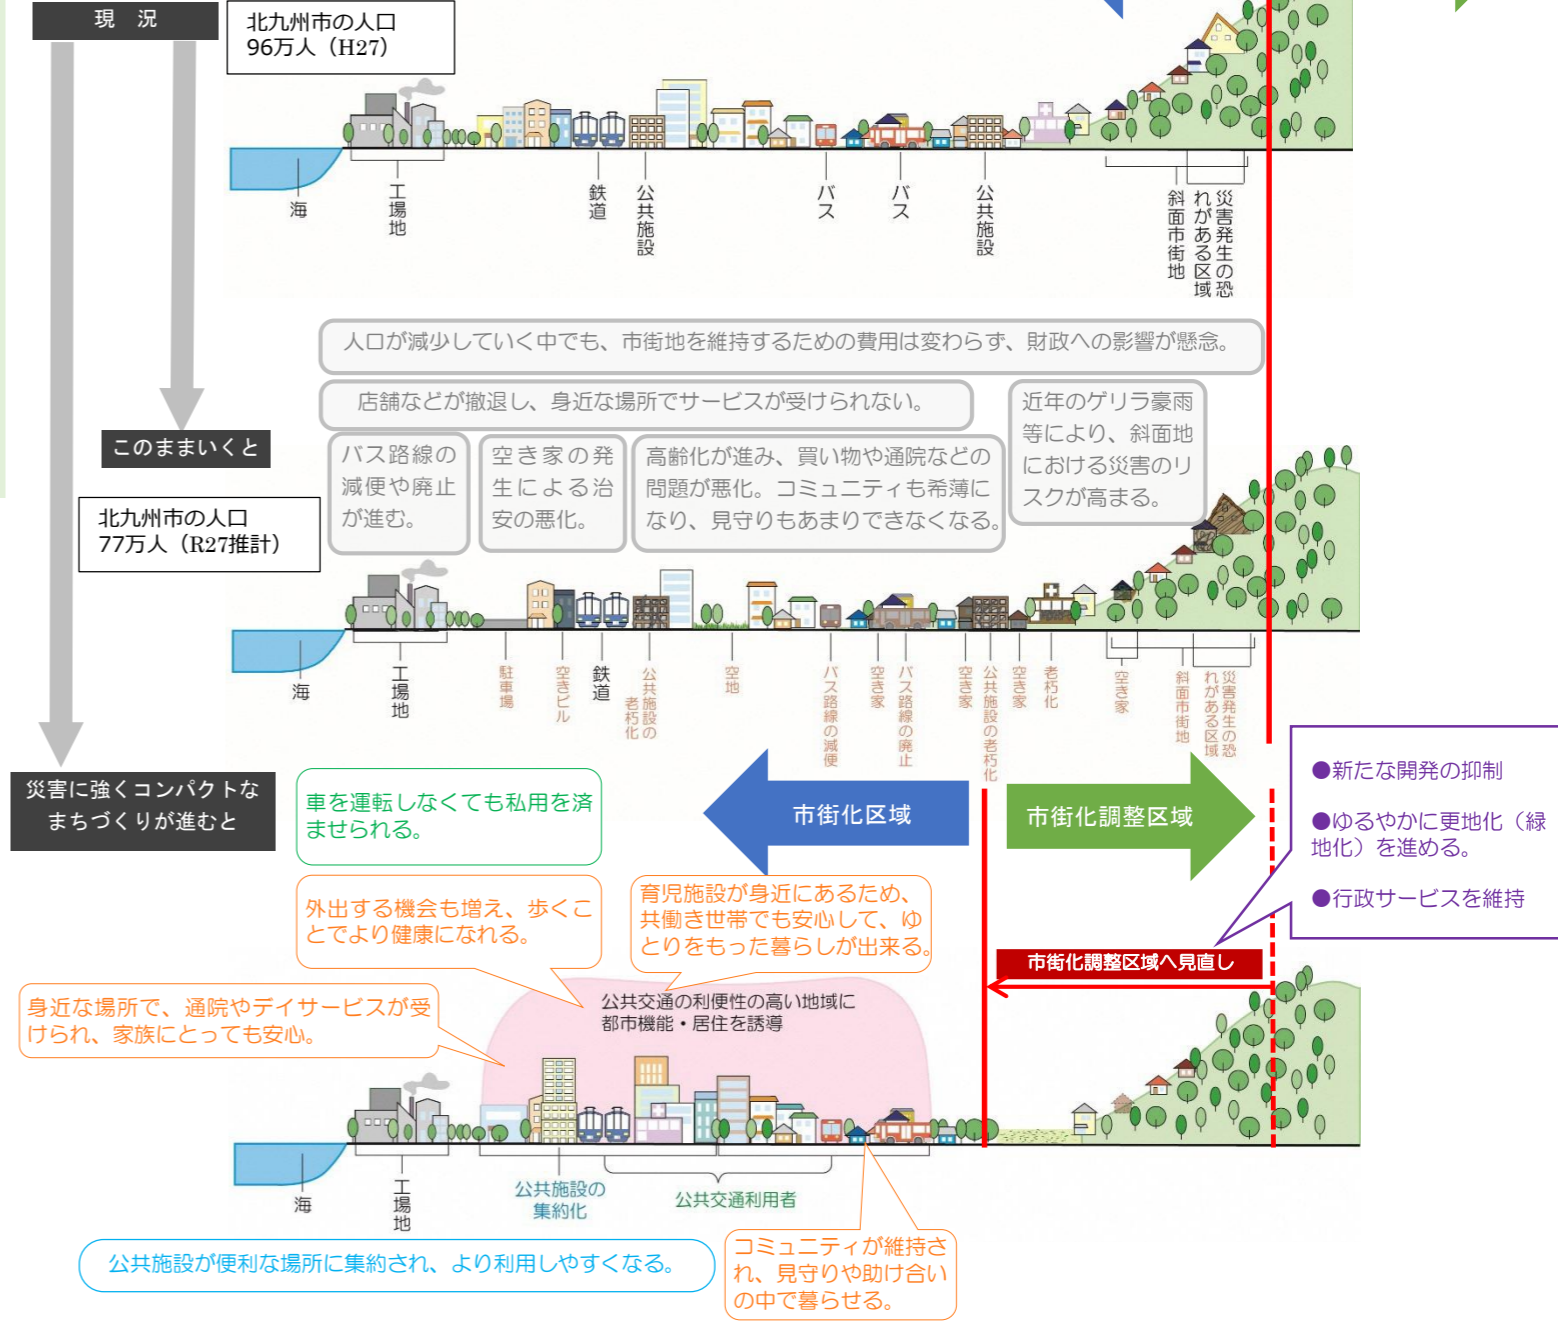 現　況
北九州市の人口
96万人（H27）
海
工場地
鉄道
公共施設
バス
バス
公共施設
斜面市街地
災害発生の恐
れがある区域
人口が減少していく中でも、市街地を維持するための費用は変わらず、財政への影響が懸念。
店舗などが撤退し、身近な場所でサービスが受けられない。
近年のゲリラ豪雨
等により、斜面地
における災害のリ
スクが高まる。
このままいくと
バス路線の
減便や廃止
が進む。
空き家の発
生による治
安の悪化。
高齢化が進み、買い物や通院などの
問題が悪化。コミュニティも希薄に
なり、見守りもあまりできなくなる。
北九州市の人口
77万人（R27推計）
海
工場地
駐車場
空きビル
鉄道
公共施設の
老朽化
空地
バス路線の減便
空き家
バス路線の廃止
空き家
公共施設の老朽化
空き家
老朽化
空き家
斜面市街地
災害発生の恐
れがある区域
災害に強くコンパクトな
まちづくりが進むと
車を運転しなくても私用を済
ませられる。
市街化区域
市街化調整区域
●新たな開発の抑制
●ゆるやかに更地化（緑
地化）を進める。
●行政サービスを維持
外出する機会も増え、歩くこ
とでより健康になれる。
育児施設が身近にあるため、
共働き世帯でも安心して、ゆ
とりをもった暮らしが出来る。
市街化調整区域へ見直し
身近な場所で、通院やデイサービスが受
けられ、家族にとっても安心。
公共交通の利便性の高い地域に
都市機能・居住を誘導
海
工場地
公共施設の
集約化
公共交通利用者
公共施設が便利な場所に集約され、より利用しやすくなる。
コミュニティが維持さ
れ、見守りや助け合い
の中で暮らせる。